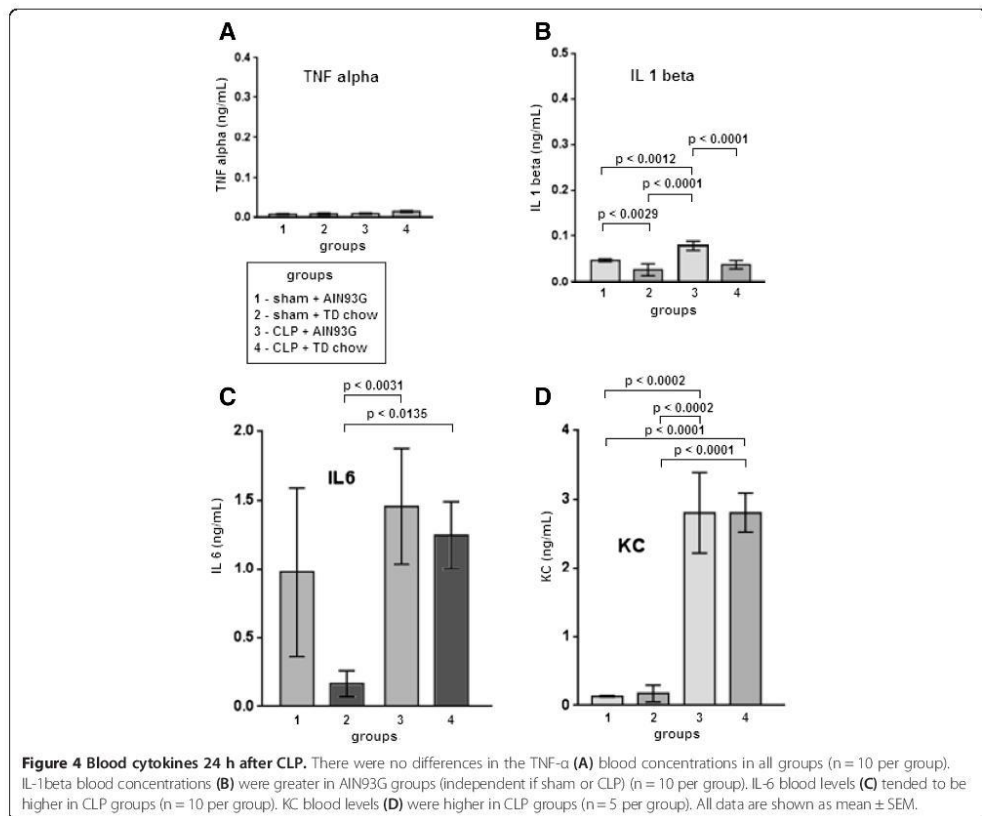 A
TNF alpha
TNF alpha (ng/mL)
0.4
0.3
0.2
0.1
0.0
1 2 3 4
groups
groups
1 - sham + AIN93G
2 - sham + TD chow
3 - CLP + AIN93G
4 - CLP + TD chow
B
IL 1 beta
IL 1 beta (ng/mL)
0.5
0.4
0.3
0.2
0.1
0.0
p < 0.0001
p < 0.0012
p < 0.0001
p < 0.0029
1 2 3 4
groups
C
p < 0.0031
p < 0.0135
IL6
IL 6 (ng/mL)
2.0
1.5
1.0
0.6
0.0
1 2 3 4
groups
D
p < 0.0002
p < 0.0002
p < 0.0001
p < 0.0001
KC
KC (ng/mL)
4
3
2
1
0
1 2 3 4
groups
Figure 4 Blood cytokines 24 h after CLP. There were no differences in the TNF-α (A) blood concentrations in all groups (n = 10 per group).
IL-1beta blood concentrations (B) were greater in AIN93G groups (independent if sham or CLP) (n = 10 per group). IL-6 blood levels (C) tended to be
higher in CLP groups (n = 10 per group). KC blood levels (D) were higher in CLP groups (n = 5 per group). All data are shown as mean ± SEM.